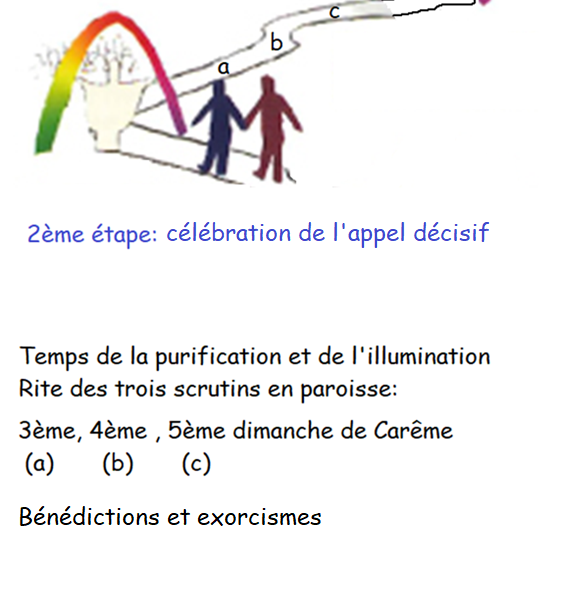 c
b
a
2ème étape: célébration de l'appel décisif
Temps de la purification et de l'illumination
Rite des trois scrutins en paroisse:
3ème, 4ème , 5ème dimanche de Carême
(a) (b) (c)
Bénédictions et exorcismes